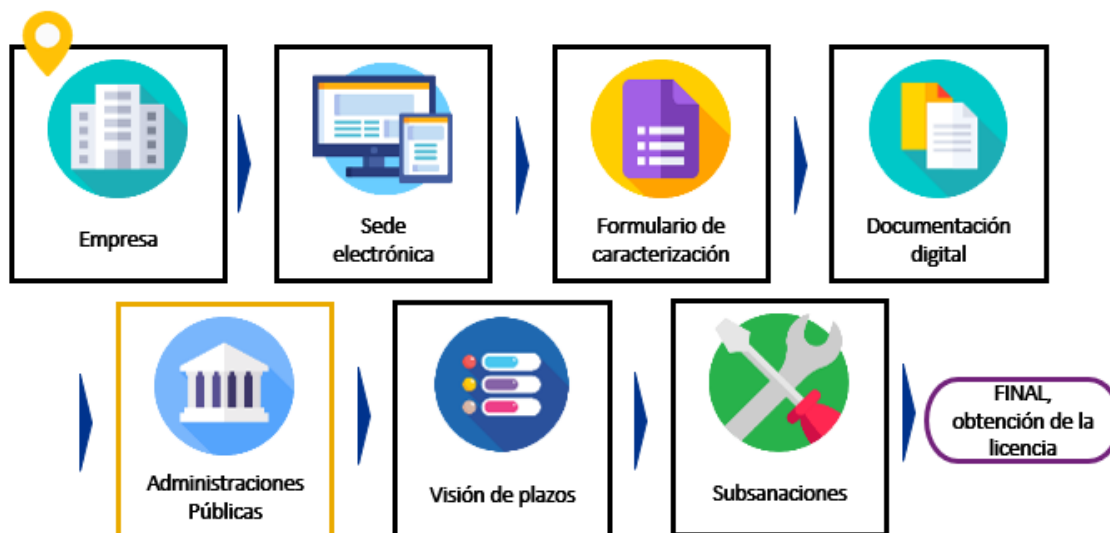 Empresa
Sede
electrónica
Formulario de
caracterización
Documentación
digital
Administraciones
Públicas
Visión de plazos
Subsanaciones
FINAL,
obtención de la
licencia